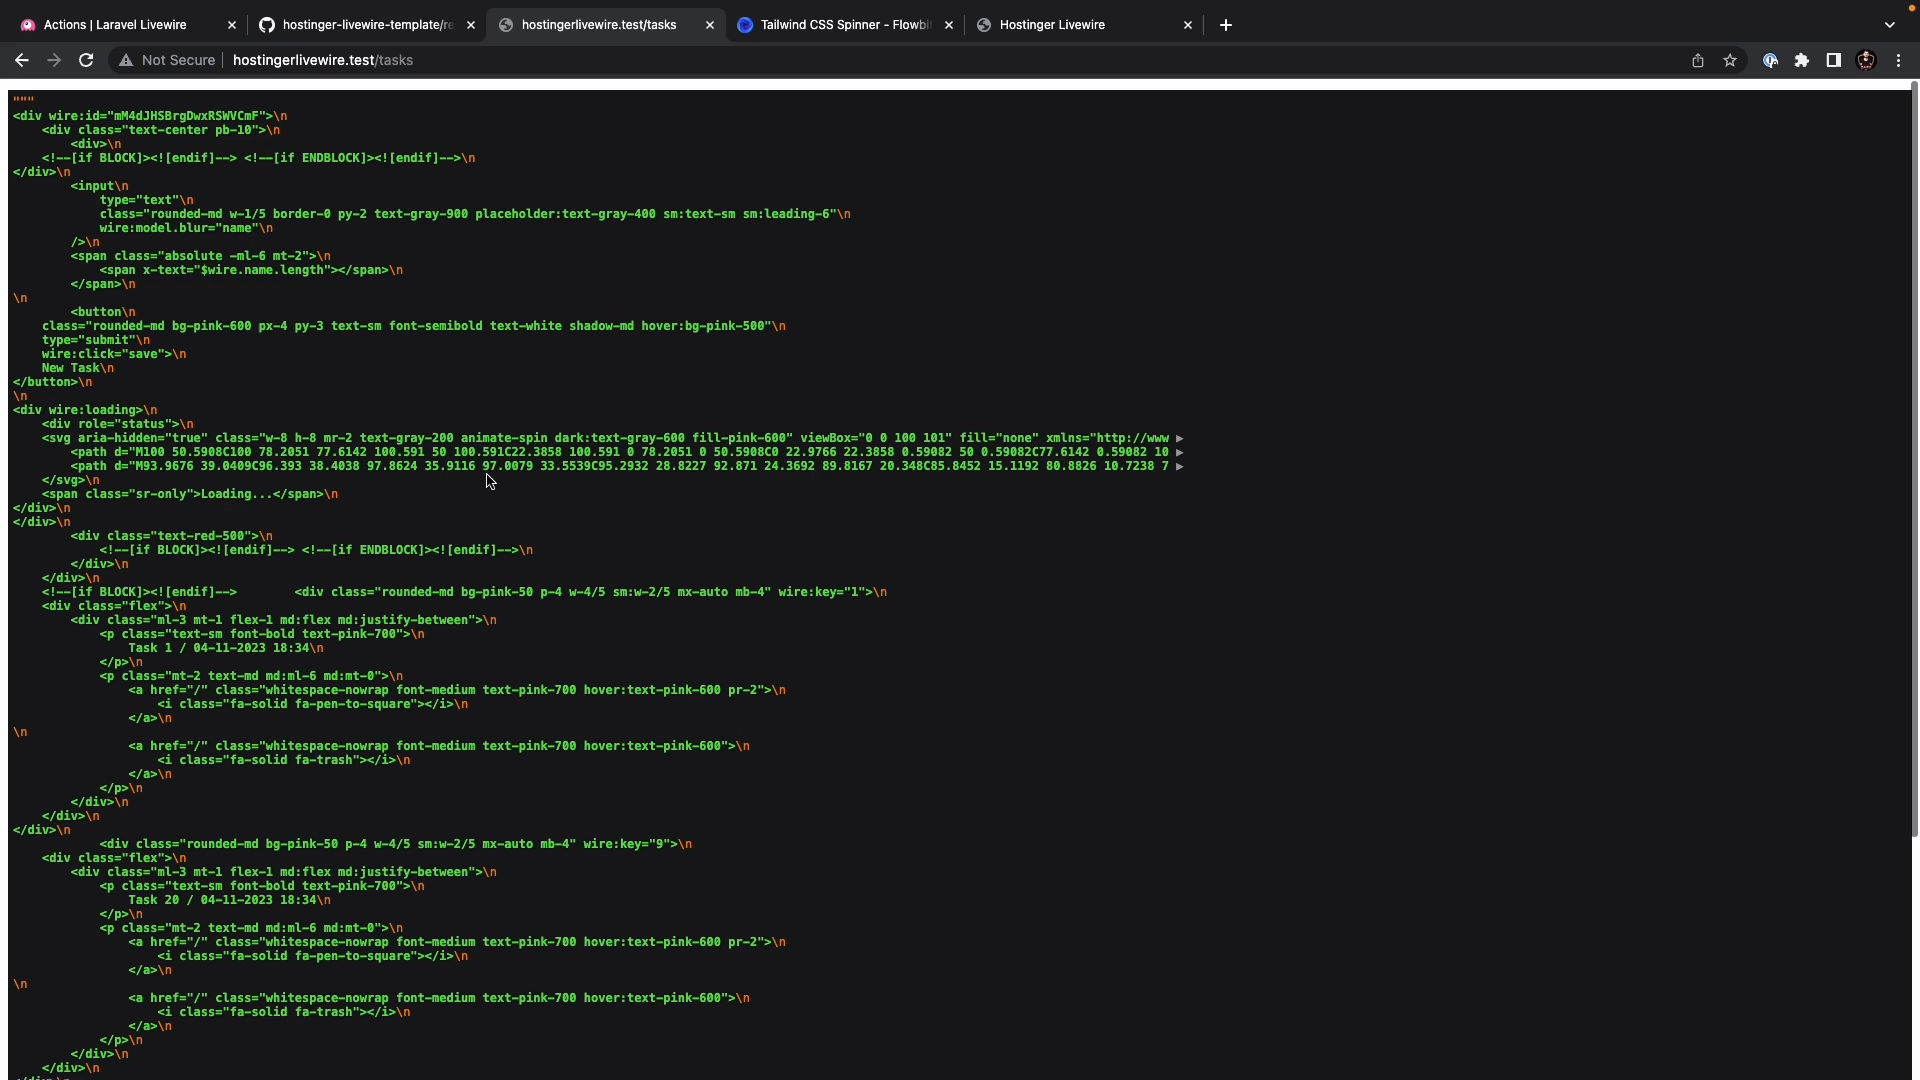 Actions | Laravel Livewire
hostinger-livewire-template/re
hostingerlivewire.test/tasks
Tailwind CSS Spinner - Flowbit
Hostinger Livewire
Not Secure
hostingerlivewire.test/tasks
"""
<div wire:id="mM4dJHSBrgDwxRSWVCmF">\n
<div class="text-center pb-10">\n
<div>\n
<!--[if BLOCK]><![endif]--> <!--[if ENDBLOCK]><![endif]-->\n
</div>\n
<input\n
type="text"\n
class="rounded-md w-1/5 border-0 py-2 text-gray-900 placeholder:text-gray-400 sm:text-sm sm:leading-6"\n
wire:model.blur="name"\n
/>\n
<span class="absolute -ml-6 mt-2">\n
<span x-text="$wire.name.length"></span>\n
</span>\n
\n
<button\n
class="rounded-md bg-pink-600 px-4 py-3 text-sm font-semibold text-white shadow-md hover:bg-pink-500"\n
type="submit"\n
wire:click="save">\n
New Task\n
</button>\n
\n
<div wire:loading>\n
<div role="status">\n
<svg aria-hidden="true" class="w-8 h-8 mr-2 text-gray-200 animate-spin dark:text-gray-600 fill-pink-600" viewBox="0 0 100 101" fill="none" xmlns="http://www ▶
<path d="M100 50.5908C100 78.2051 77.6142 100.591 50 100.591C22.3858 100.591 0 78.2051 0 50.5908C0 22.9766 22.3858 0.59082 50 0.59082C77.6142 0.59082 10 ▶
<path d="M93.9676 39.0409C96.393 38.4038 97.8624 35.9116 97.0079 33.5539C95.2932 28.8227 92.871 24.3692 89.8167 20.348C85.8452 15.1192 80.8826 10.7238 7 ▶
</svg>\n
<span class="sr-only">Loading...</span>\n
</div>\n
</div>\n
<div class="text-red-500">\n
<!--[if BLOCK]><![endif]--> <!--[if ENDBLOCK]><![endif]-->\n
</div>\n
</div>\n
<!--[if BLOCK]><![endif]--> <div class="rounded-md bg-pink-50 p-4 w-4/5 sm:w-2/5 mx-auto mb-4" wire:key="1">\n
<div class="flex">\n
<div class="ml-3 mt-1 flex-1 md:flex md:justify-between">\n
<p class="text-sm font-bold text-pink-700">\n
Task 1 / 04-11-2023 18:34\n
</p>\n
<p class="mt-2 text-md md:ml-6 md:mt-0">\n
<a href="/" class="whitespace-nowrap font-medium text-pink-700 hover:text-pink-600 pr-2">\n
<i class="fa-solid fa-pen-to-square"></i>\n
</a>\n
\n
<a href="/" class="whitespace-nowrap font-medium text-pink-700 hover:text-pink-600">\n
<i class="fa-solid fa-trash"></i>\n
</a>\n
</p>\n
</div>\n
</div>\n
</div>\n
<div class="rounded-md bg-pink-50 p-4 w-4/5 sm:w-2/5 mx-auto mb-4" wire:key="9">\n
<div class="flex">\n
<div class="ml-3 mt-1 flex-1 md:flex md:justify-between">\n
<p class="text-sm font-bold text-pink-700">\n
Task 20 / 04-11-2023 18:34\n
</p>\n
<p class="mt-2 text-md md:ml-6 md:mt-0">\n
<a href="/" class="whitespace-nowrap font-medium text-pink-700 hover:text-pink-600 pr-2">\n
<i class="fa-solid fa-pen-to-square"></i>\n
</a>\n
\n
<a href="/" class="whitespace-nowrap font-medium text-pink-700 hover:text-pink-600">\n
<i class="fa-solid fa-trash"></i>\n
</a>\n
</p>\n
</div>\n
</div>\n